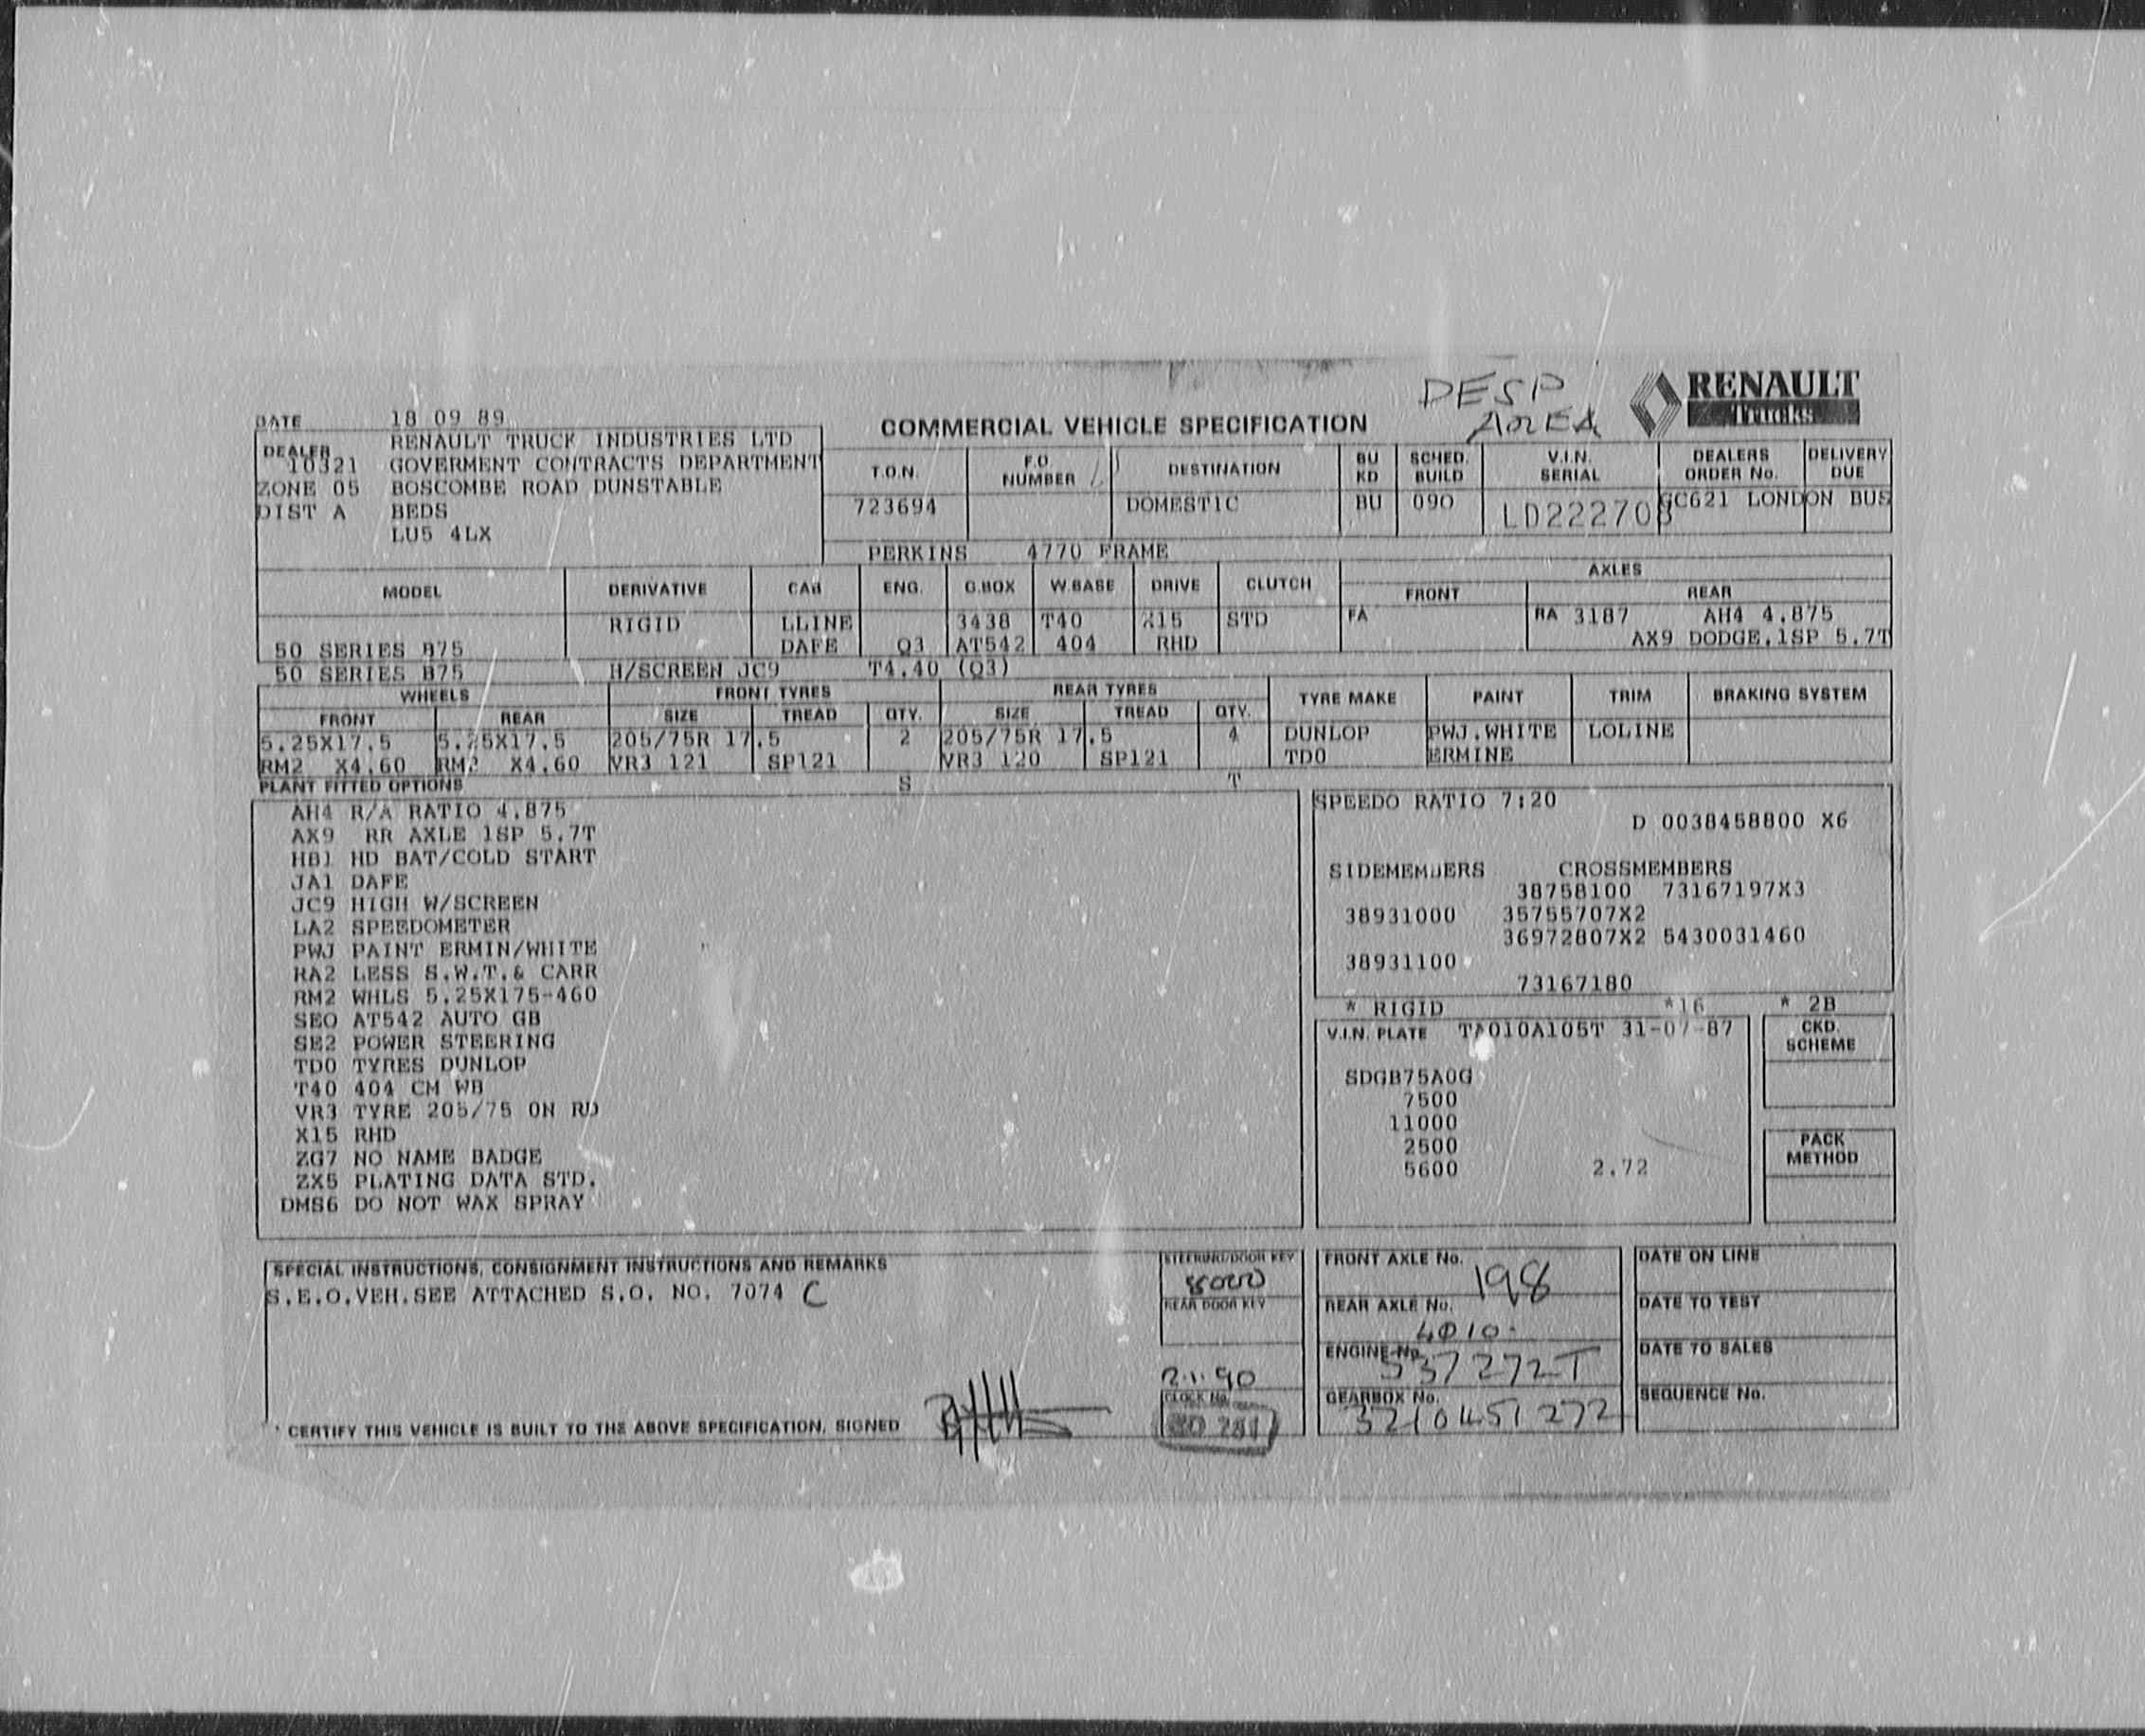 DESP
AREA
RENAULT
Trucks
DATE 18 09 89
COMMERCIAL VEHICLE SPECIFICATION
DEALER RENAULT TRUCK INDUSTRIES LTD
10321 GOVERMENT CONTRACTS DEPARTMENT
ZONE 05 BOSCOMBE ROAD DUNSTABLE
DIST A BEDS
LU5 4LX
T.O.N. F.O NUMBER DESTINATION BU KD SCHED. BUILD V.I.N. SERIAL DEALERS ORDER No. DELIVERY DUE
723694 DOMESTIC BU 090 LD222708 GC621 LONDON BUS
PERKINS 4770 FRAME
MODEL DERIVATIVE CAB ENG. G.BOX W.BASE DRIVE CLUTCH AXLES
FRONT REAR
RIGID LLINE 3438 T40 X15 STD FA RA 3187 AH4 4.875
50 SERIES B75 DAFE Q3 AT542 404 RHD AX9 DODGE.1SP 5.7T
50 SERIES B75 H/SCREEN JC9 T4.40 (Q3)
WHEELS FRONT TYRES REAR TYRES TYRE MAKE PAINT TRIM BRAKING SYSTEM
FRONT REAR SIZE TREAD QTY. SIZE TREAD QTY.
5.25X17.5 5.25X17.5 205/75R 17.5 2 205/75R 17.5 4 DUNLOP PWJ.WHITE LOLINE
RM2 X4.60 RM2 X4.60 VR3 121 SP121 VR3 120 SP121 TD0 ERMINE
PLANT FITTED OPTIONS S T
AH4 R/A RATIO 4.875
AX9 RR AXLE 1SP 5.7T
HB1 HD BAT/COLD START
JA1 DAFE
JC9 HIGH W/SCREEN
LA2 SPEEDOMETER
PWJ PAINT ERMIN/WHITE
RA2 LESS S.W.T.& CARR
RM2 WHLS 5.25X175-460
SEO AT542 AUTO GB
SE2 POWER STEERING
TDO TYRES DUNLOP
T40 404 CM WB
VR3 TYRE 205/75 ON RD
X15 RHD
ZG7 NO NAME BADGE
ZX5 PLATING DATA STD.
DMS6 DO NOT WAX SPRAY
SPEEDO RATIO 7:20
D 0038458800 X6
SIDEMEMBERS CROSSMEMBERS
38758100 73167197X3
38931000 35755707X2
36972807X2 5430031460
38931100
73167180
* RIGID *16 * 2B
V.I.N. PLATE TA010A105T 31-07-87
CKD. SCHEME
SDGB75A0G
7500
11000
2500
5600 2.72
PACK METHOD
SPECIAL INSTRUCTIONS, CONSIGNMENT INSTRUCTIONS AND REMARKS
S.E.O.VEH.SEE ATTACHED S.O. NO. 7074 C
STEERING/DOOR KEY
REAR DOOR KEY
2.1.90
CLOCK No.
FRONT AXLE No. 198
REAR AXLE No. 4010
ENGINE No. 537272T
GEARBOX No. 3210451272
DATE ON LINE
DATE TO TEST
DATE TO SALES
SEQUENCE No.
CERTIFY THIS VEHICLE IS BUILT TO THE ABOVE SPECIFICATION. SIGNED